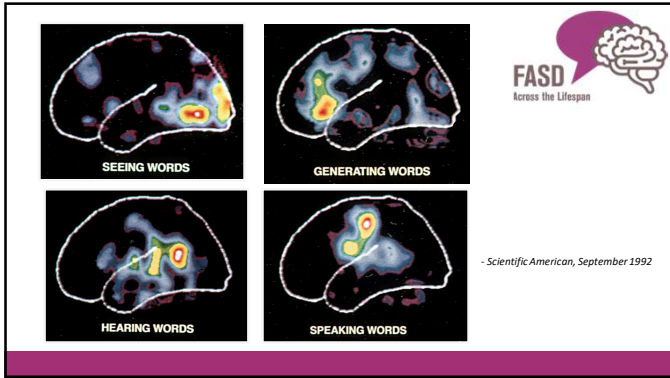 SEEING WORDS
GENERATING WORDS
FASD
Across the Lifespan
HEARING WORDS
SPEAKING WORDS
- Scientific American, September 1992